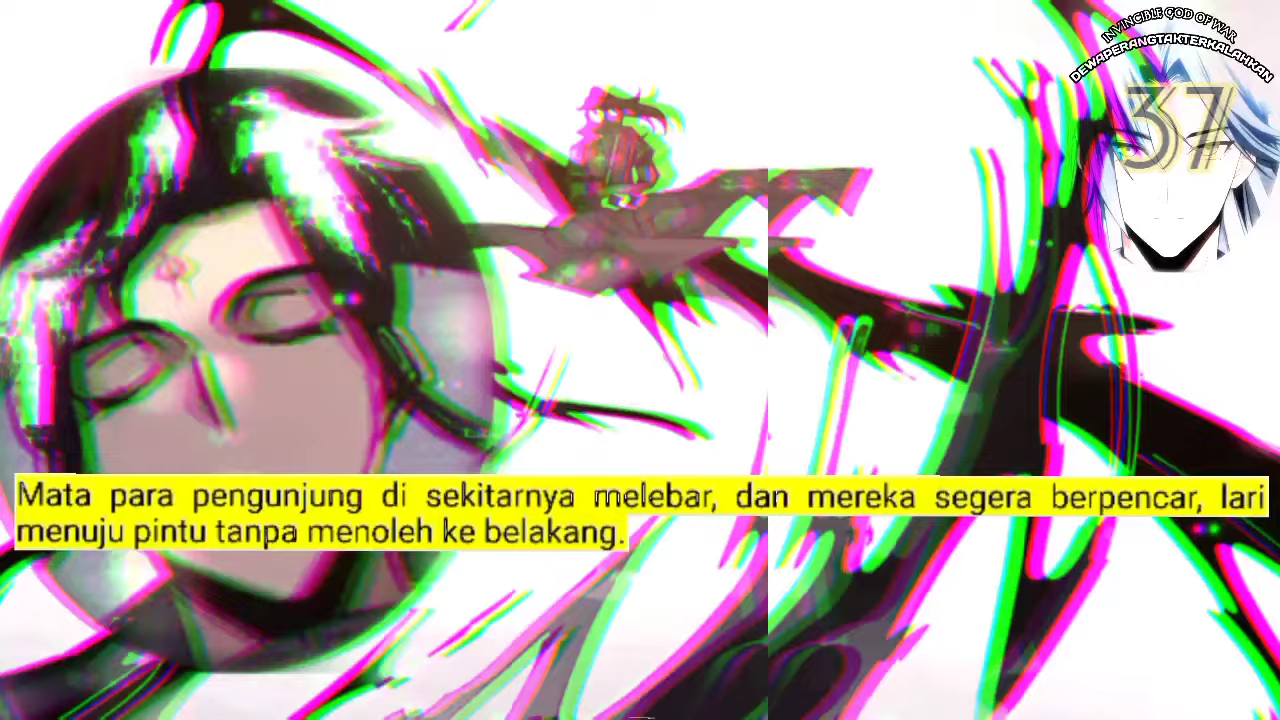 INVINCIBLE GOD OF WAR
DEWAPERANGTAKTERKALAHKAN
37
Mata para pengunjung di sekitarnya melebar, dan mereka segera berpencar, lari
menuju pintu tanpa menoleh ke belakang.